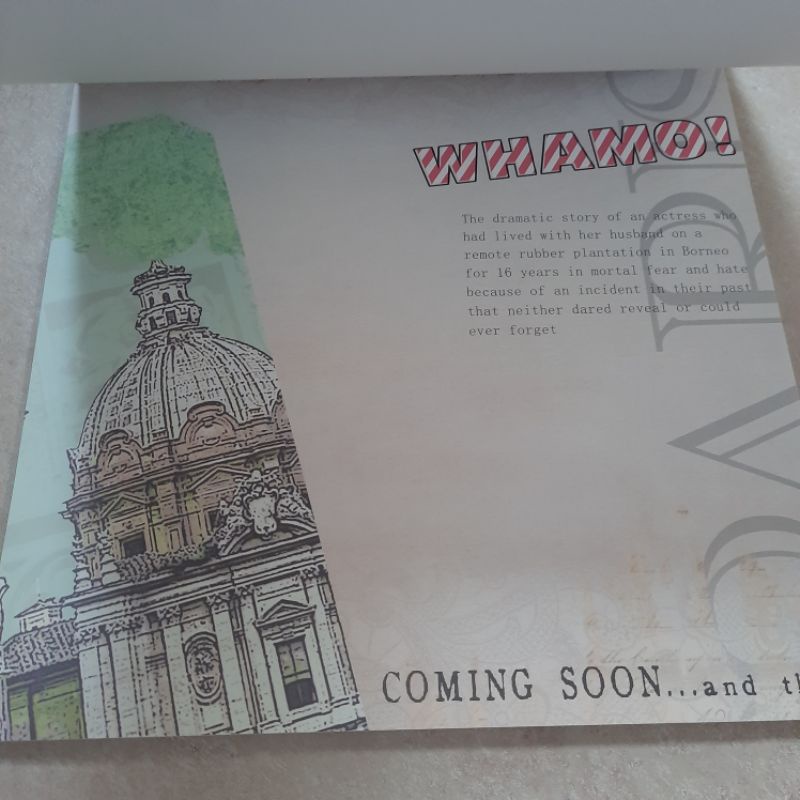 WHAMO!
The dramatic story of an actress who
had lived with her husband on a
remote rubber plantation in Borneo
for 16 years in mortal fear and hate
because of an incident in their past
that neither dared reveal or could
ever forget
COMING SOON...and th